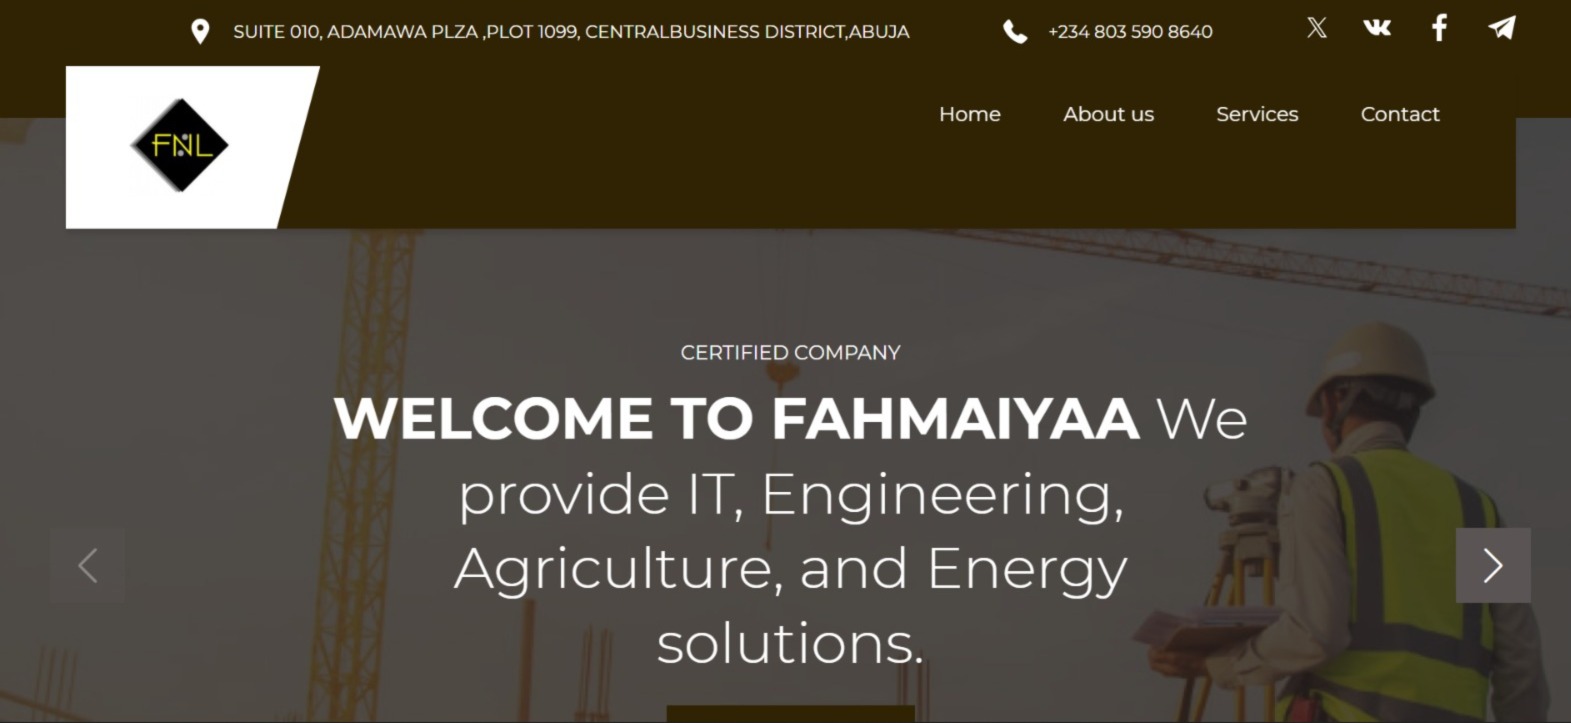 SUITE 010, ADAMAWA PLZA ,PLOT 1099, CENTRALBUSINESS DISTRICT,ABUJA
+234 803 590 8640
FNL
Home
About us
Services
Contact
CERTIFIED COMPANY
WELCOME TO FAHMAIYAA We
provide IT, Engineering,
Agriculture, and Energy
solutions.